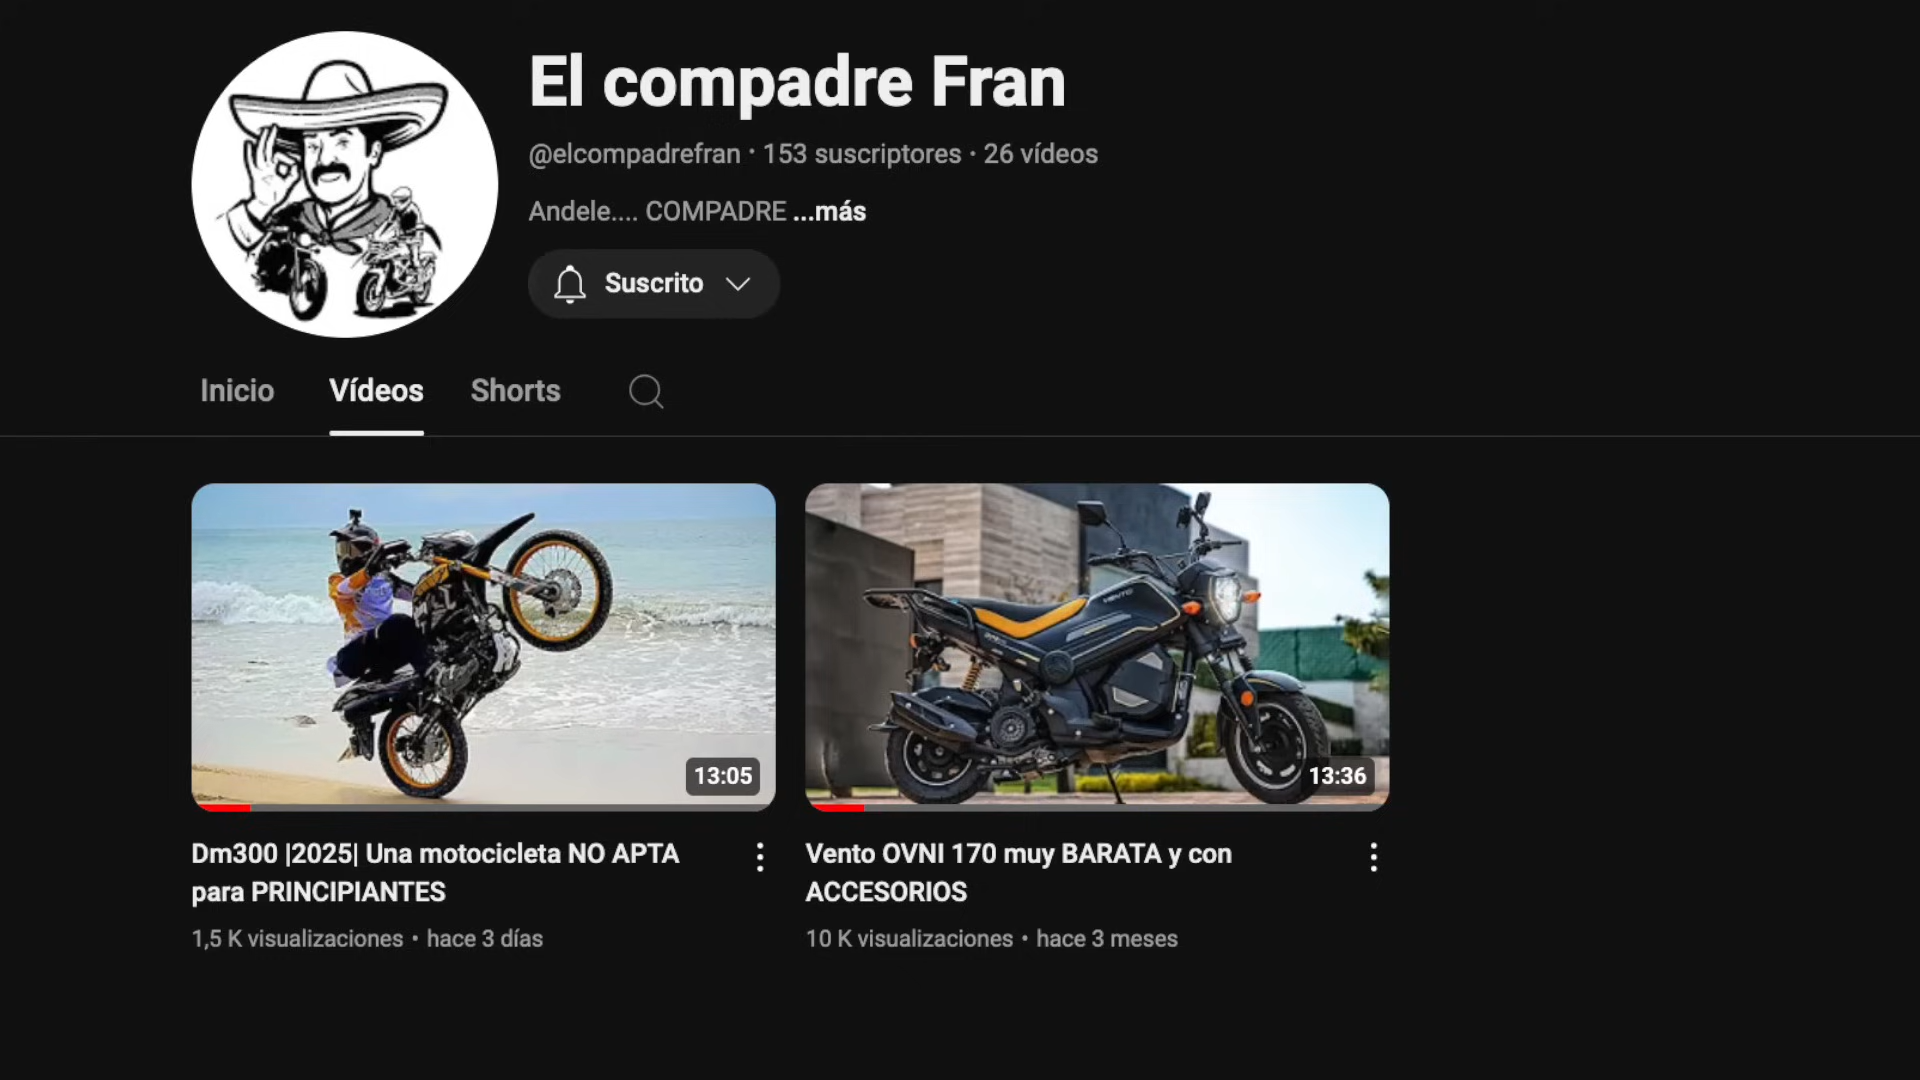 El compadre Fran
@elcompadrefran · 153 suscriptores · 26 vídeos
Andele.... COMPADRE ...más
Suscrito
Inicio
Vídeos
Shorts
VENTO
13:05
13:36
Dm300 |2025| Una motocicleta NO APTA
para PRINCIPIANTES
1,5 K visualizaciones • hace 3 días
Vento OVNI 170 muy BARATA y con
ACCESORIOS
10 K visualizaciones • hace 3 meses